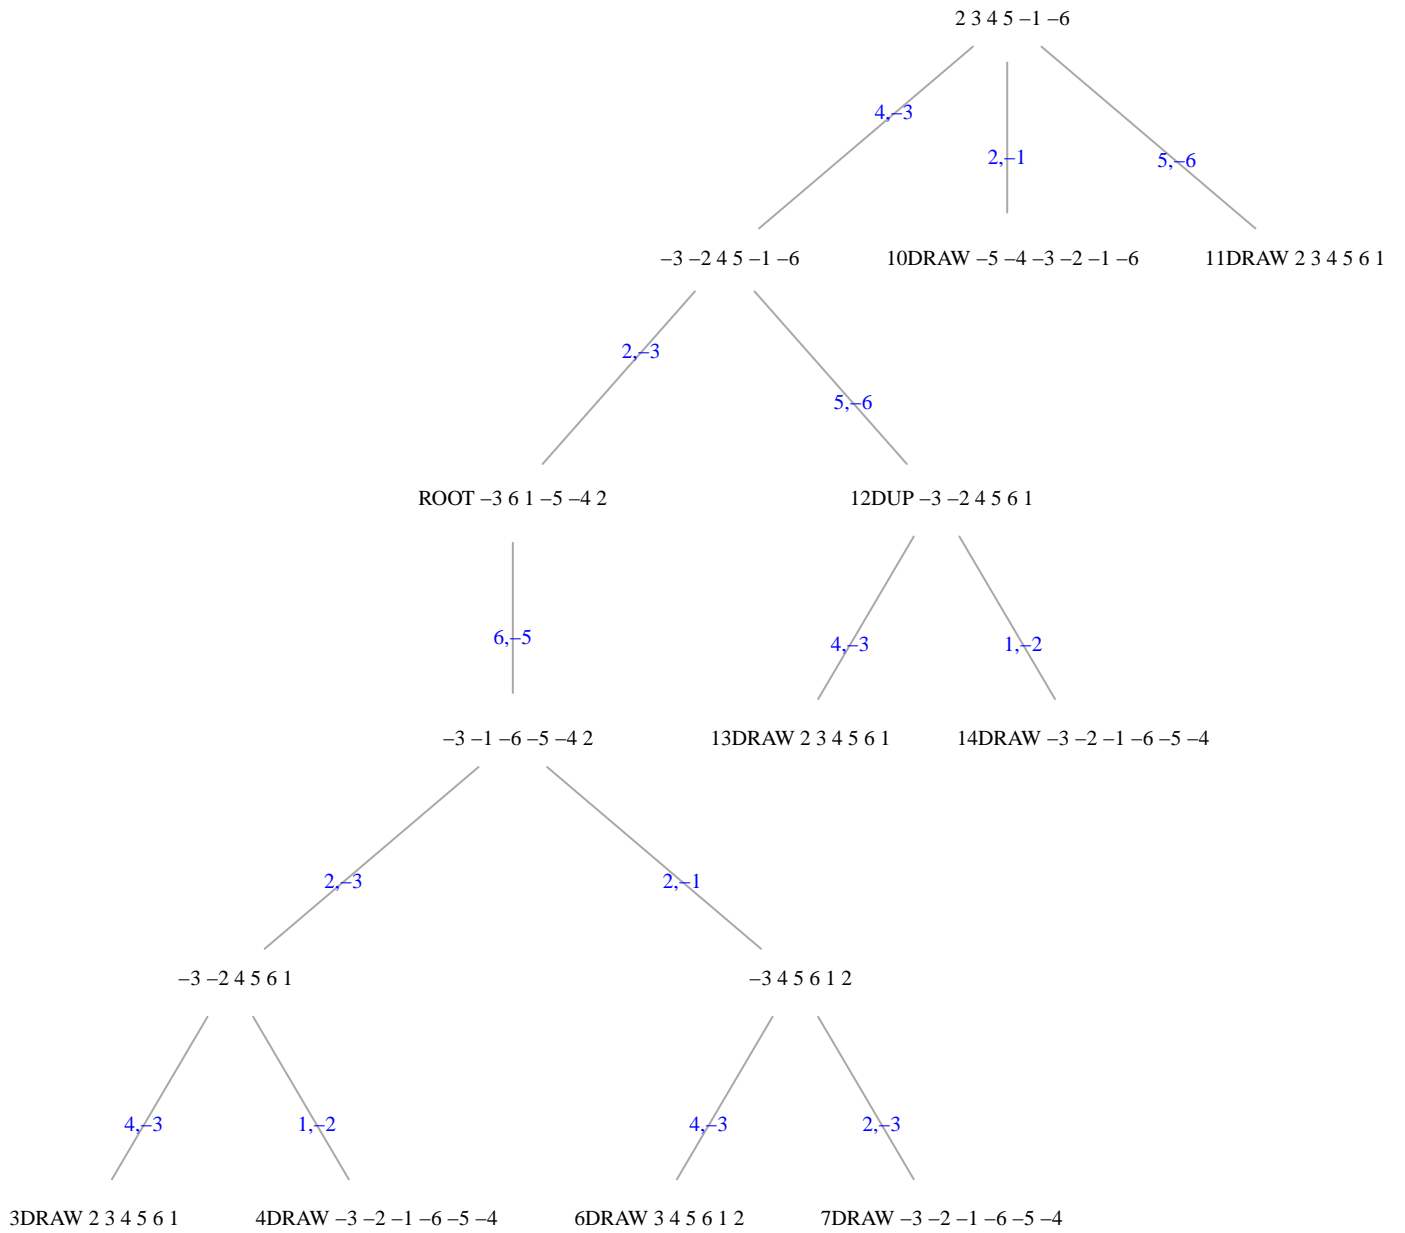 2 3 4 5 −1 −6
4,−3
2,−1
5,−6
−3 −2 4 5 −1 −6
10DRAW −5 −4 −3 −2 −1 −6
11DRAW 2 3 4 5 6 1
2,−3
5,−6
ROOT −3 6 1 −5 −4 2
12DUP −3 −2 4 5 6 1
6,−5
4,−3
1,−2
−3 −1 −6 −5 −4 2
13DRAW 2 3 4 5 6 1
14DRAW −3 −2 −1 −6 −5 −4
2,−3
2,−1
−3 −2 4 5 6 1
−3 4 5 6 1 2
4,−3
1,−2
4,−3
2,−3
3DRAW 2 3 4 5 6 1
4DRAW −3 −2 −1 −6 −5 −4
6DRAW 3 4 5 6 1 2
7DRAW −3 −2 −1 −6 −5 −4